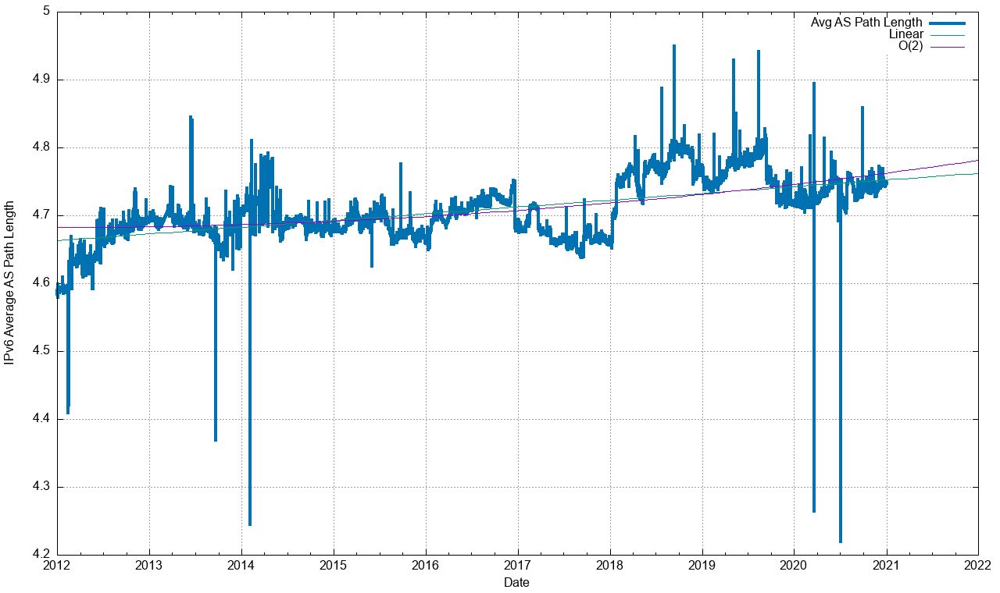 Avg AS Path Length
Linear
O(2)
5
4.9
4.8
4.7
4.6
4.5
4.4
4.3
4.2
IPv6 Average AS Path Length
2012 2013 2014 2015 2016 2017 2018 2019 2020 2021 2022
Date